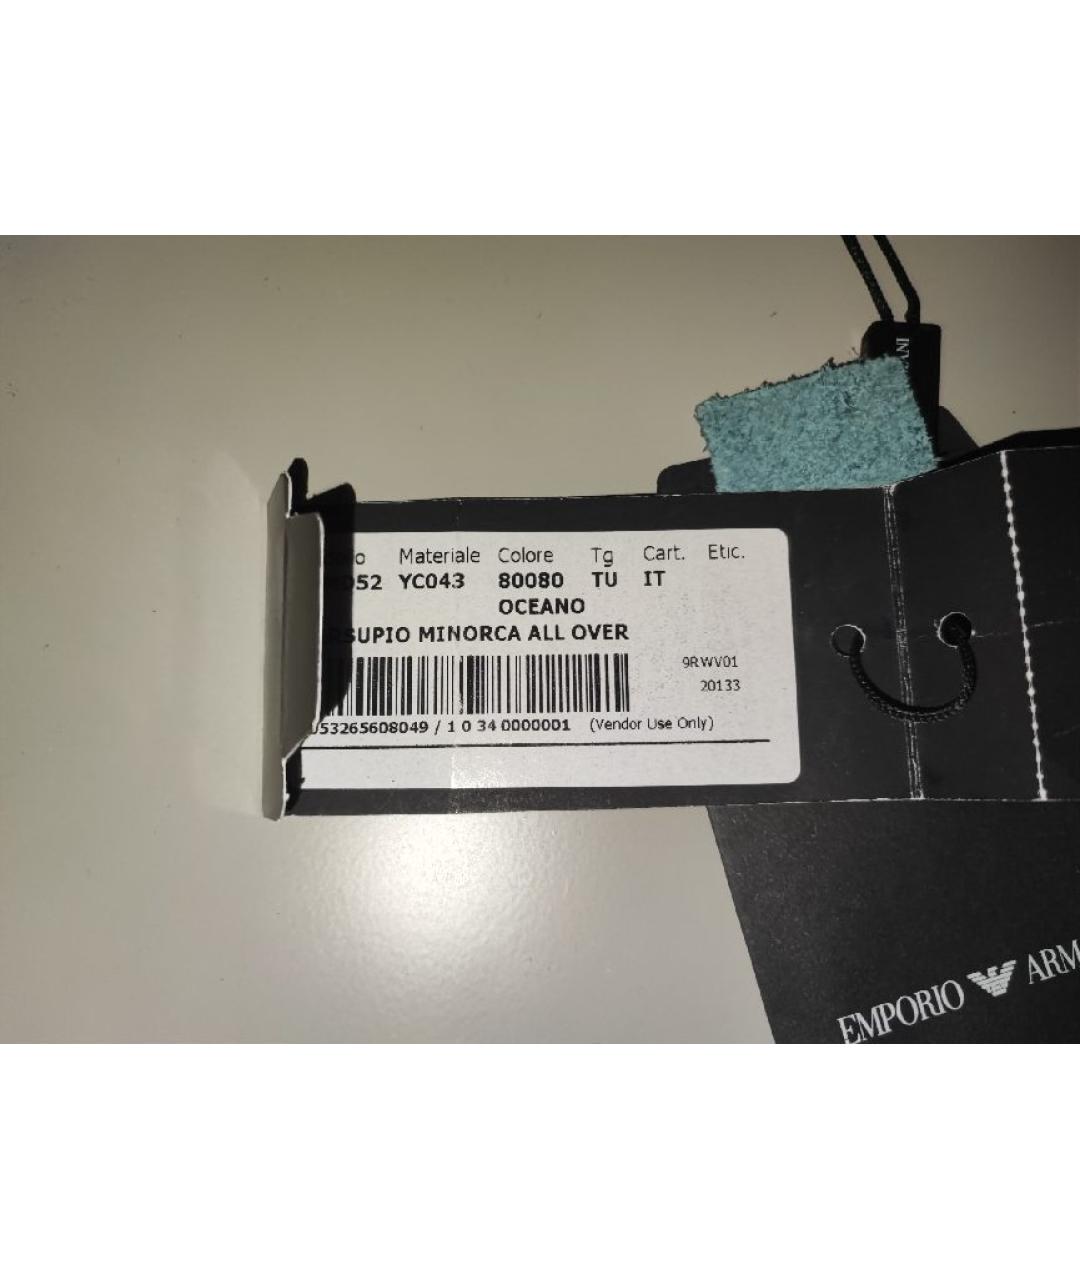 Materiale Colore Tg Cart. Etic.
YC043 80080 TU IT
OCEANO
MINORCA ALL OVER
9RWV01
20133
53265608049 / 1 0 34 0000001 (Vendor Use Only)
EMPORIO